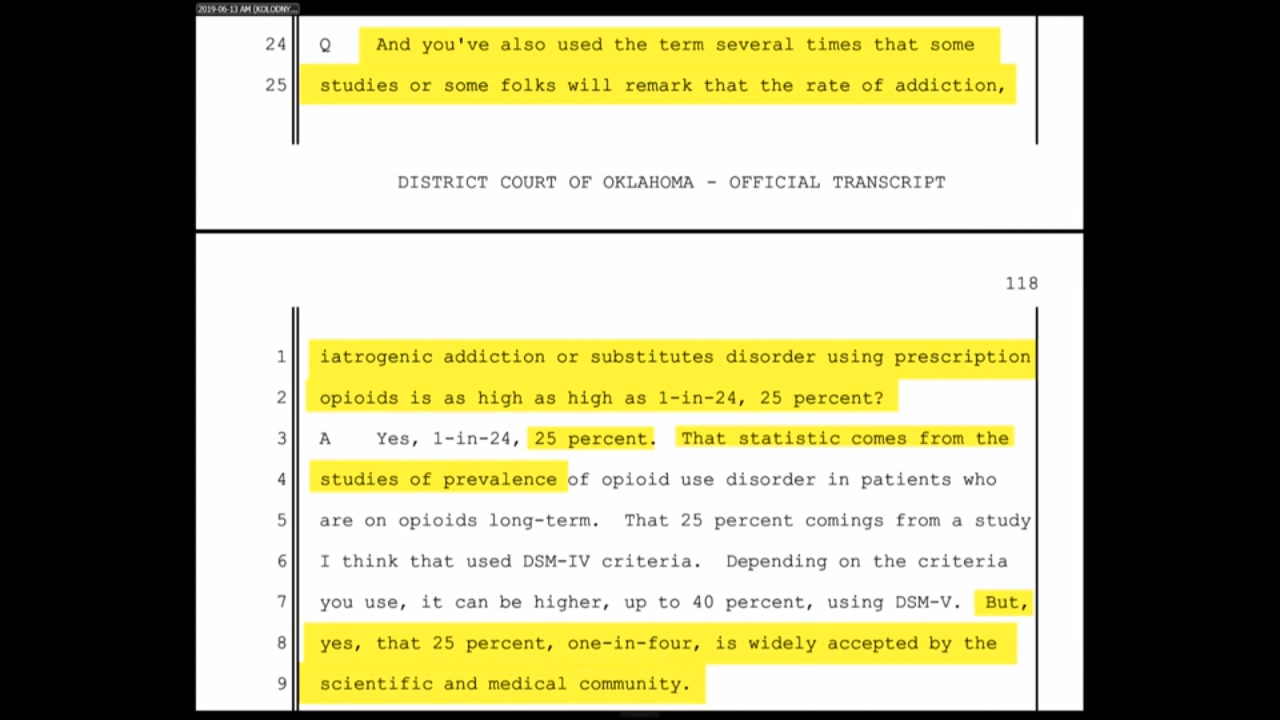 2019-06-13 AM (KOLODNY...
24 Q And you've also used the term several times that some
25 studies or some folks will remark that the rate of addiction,
DISTRICT COURT OF OKLAHOMA - OFFICIAL TRANSCRIPT
118
1 iatrogenic addiction or substitutes disorder using prescription
2 opioids is as high as high as 1-in-24, 25 percent?
3 A Yes, 1-in-24, 25 percent. That statistic comes from the
4 studies of prevalence of opioid use disorder in patients who
5 are on opioids long-term. That 25 percent comings from a study
6 I think that used DSM-IV criteria. Depending on the criteria
7 you use, it can be higher, up to 40 percent, using DSM-V. But,
8 yes, that 25 percent, one-in-four, is widely accepted by the
9 scientific and medical community.